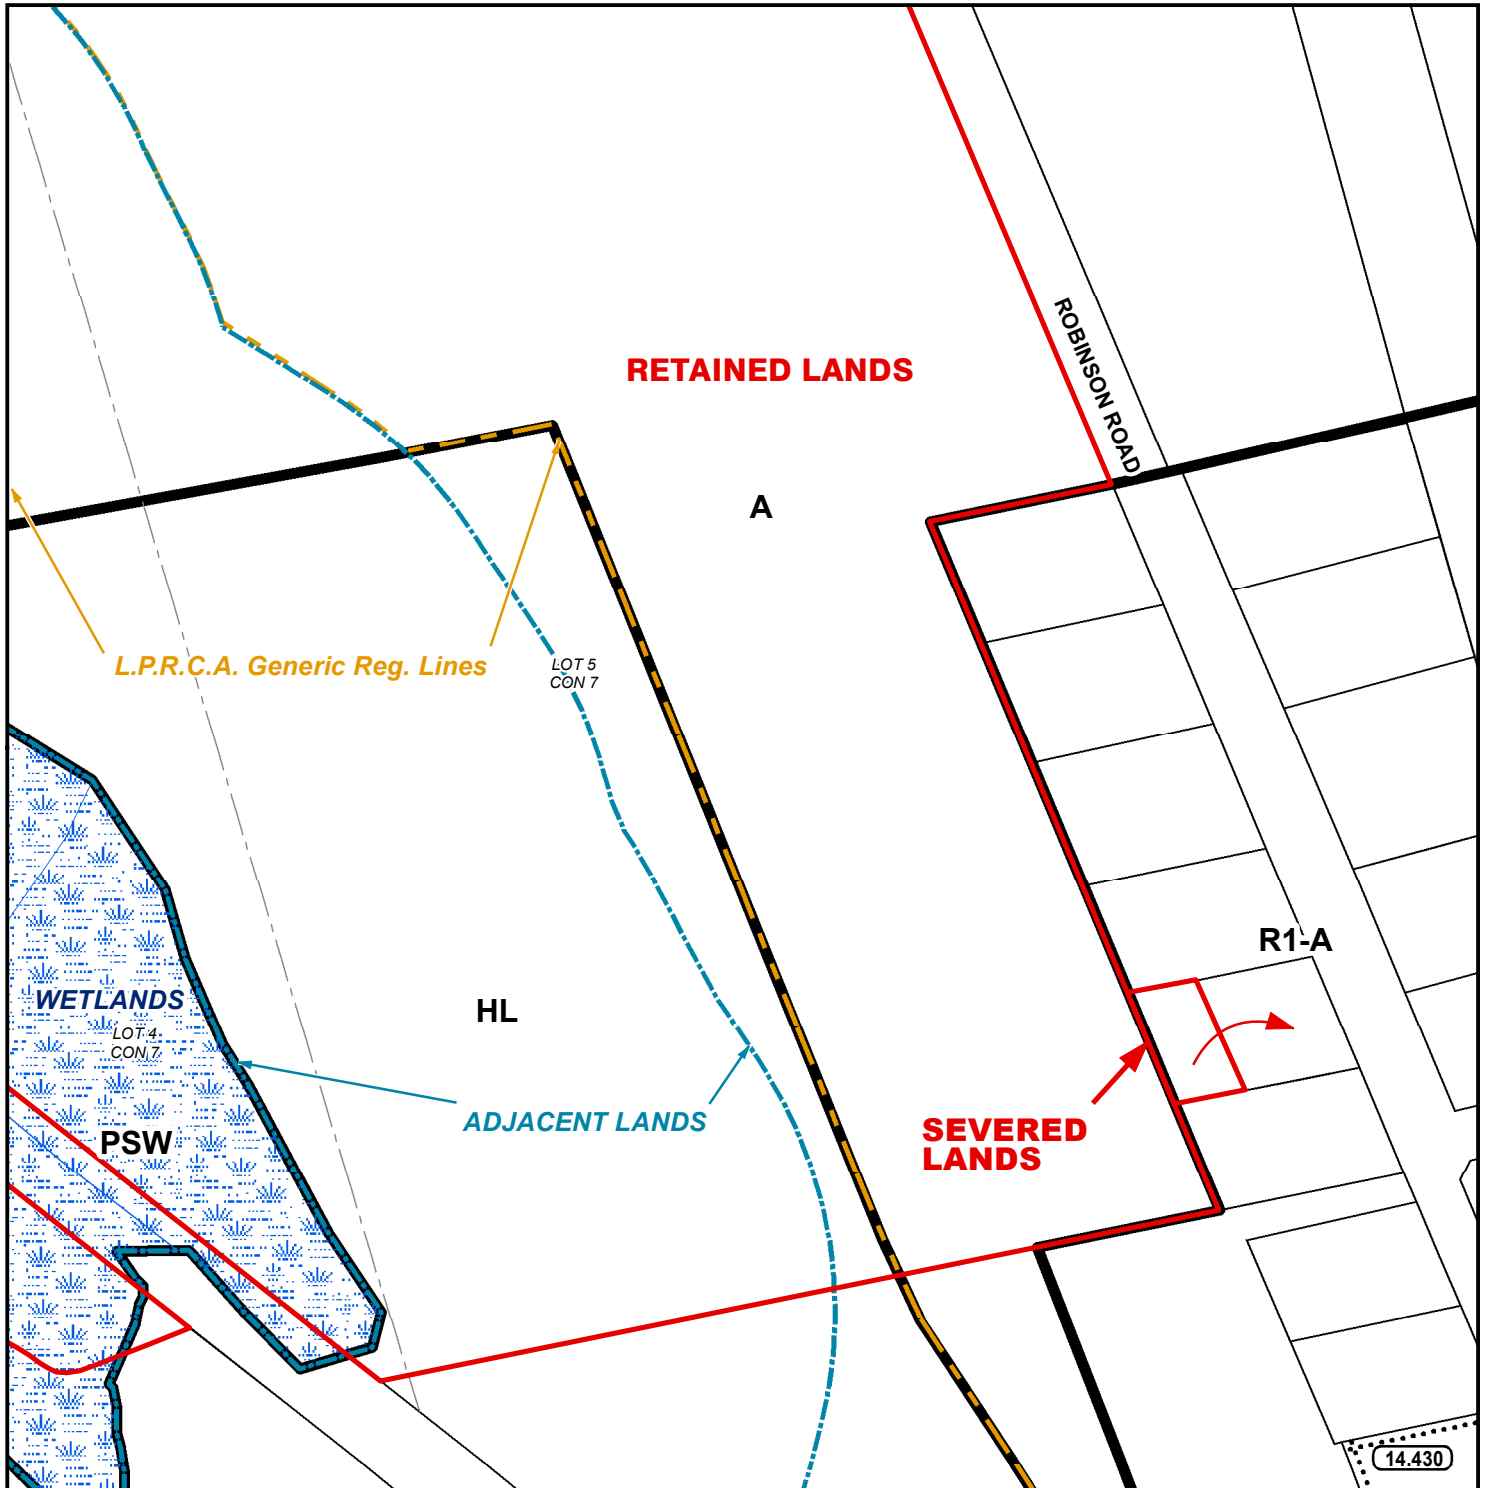 ROBINSON ROAD
RETAINED LANDS
A
L.P.R.C.A. Generic Reg. Lines
LOT 5
CON 7
R1-A
WETLANDS
LOT 4
CON 7
HL
ADJACENT LANDS
PSW
SEVERED
LANDS
14.430